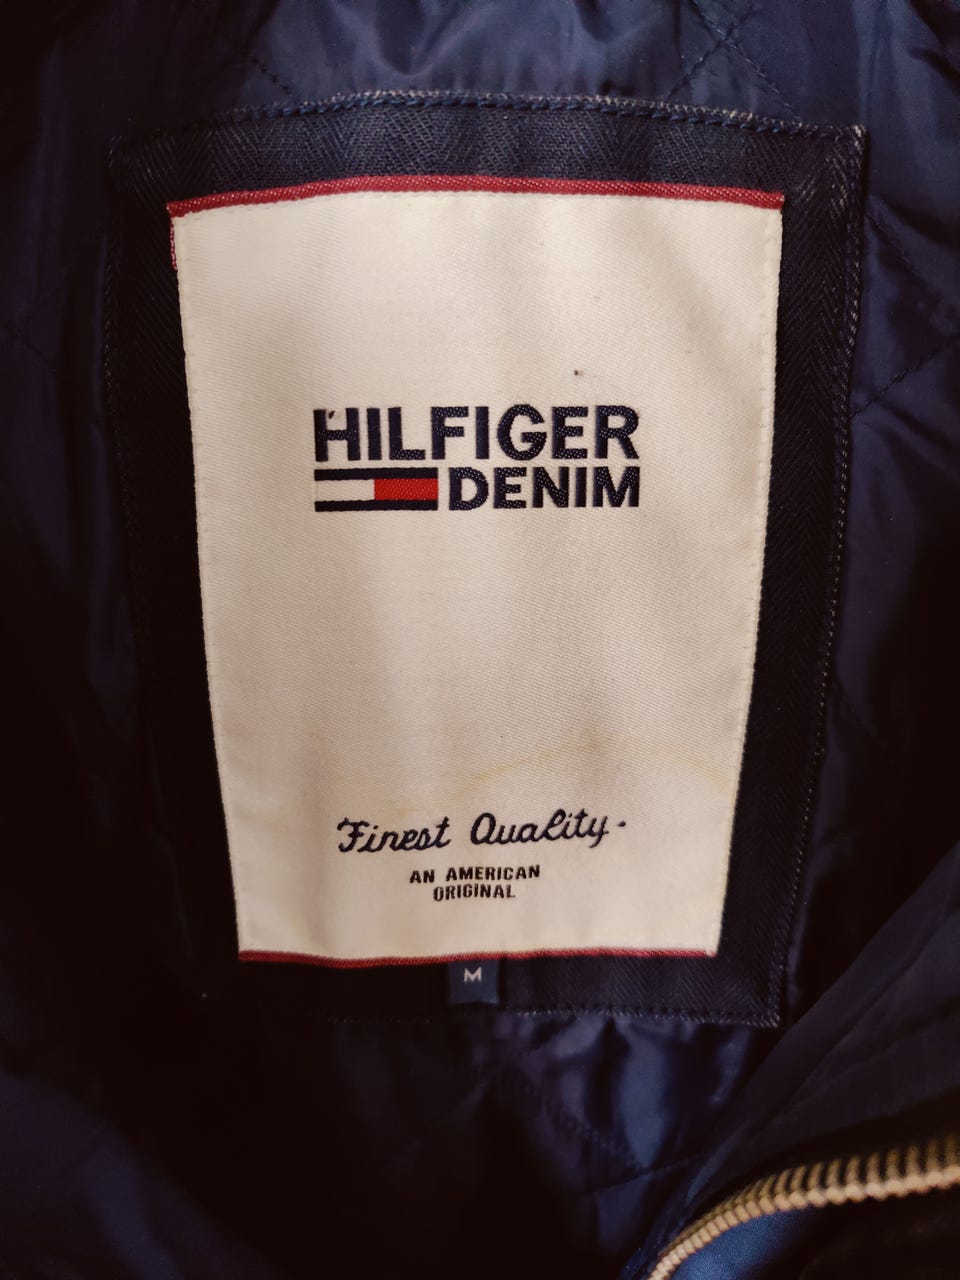 HILFIGER
DENIM
Finest Quality.
AN AMERICAN
ORIGINAL
M